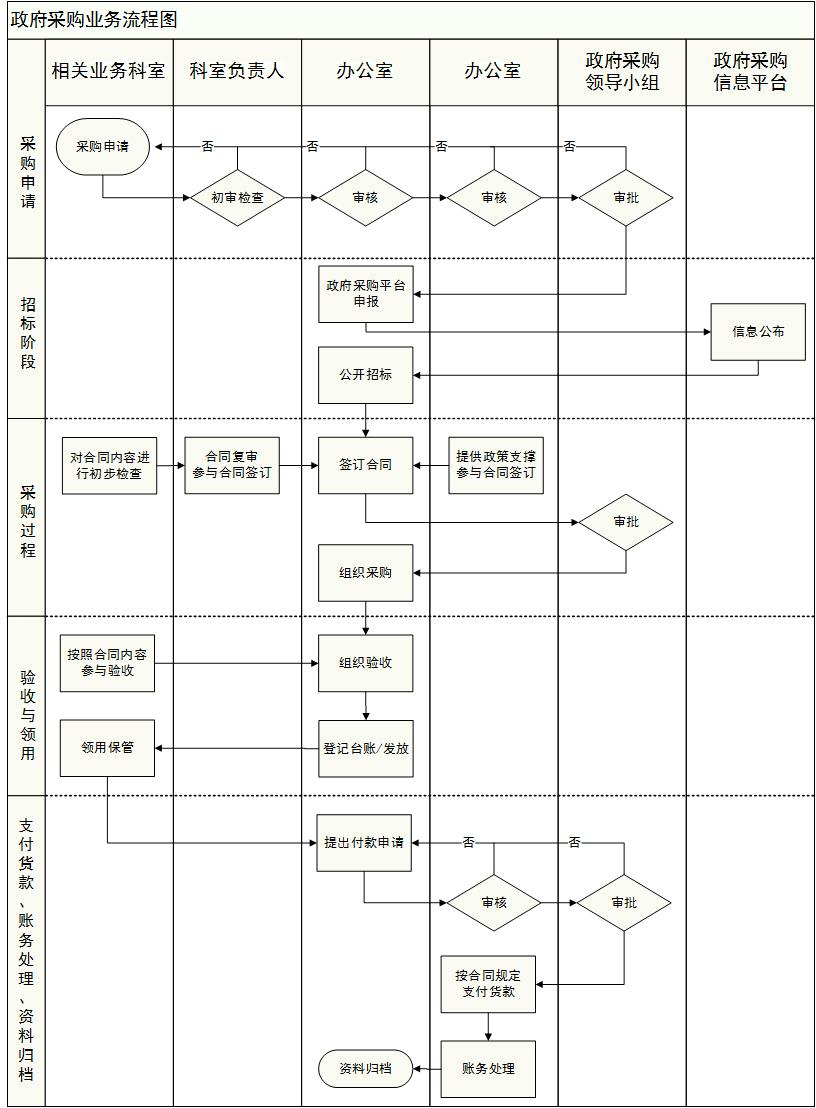 政府采购业务流程图
相关业务科室
科室负责人
办公室
办公室
政府采购
领导小组
政府采购
信息平台
采购申请
采购申请
否
否
否
否
初审检查
审核
审核
审批
招标阶段
政府采购平台
申报
信息公布
公开招标
采购过程
对合同内容进
行初步检查
合同复审
参与合同签订
签订合同
提供政策支撑
参与合同签订
审批
组织采购
验收与领用
按照合同内容
参与验收
组织验收
领用保管
登记台账/发放
支付货款、账务处理、资料归档
提出付款申请
否
否
审核
审批
按合同规定
支付货款
资料归档
账务处理